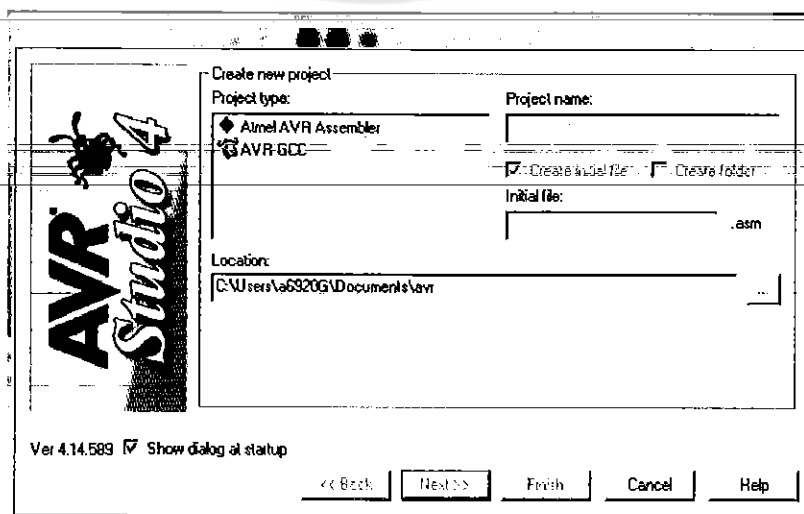 Create new project
Project type:
Project name:
Atmel AVR Assembler
AVR GCC
Create initial file
Create folder
Initial file:
.asm
Location:
C:\Users\a6920G\Documents\avr
...
AVR
Studio 4
Ver 4.14.589
Show dialog at startup
<< Back
Next >>
Finish
Cancel
Help